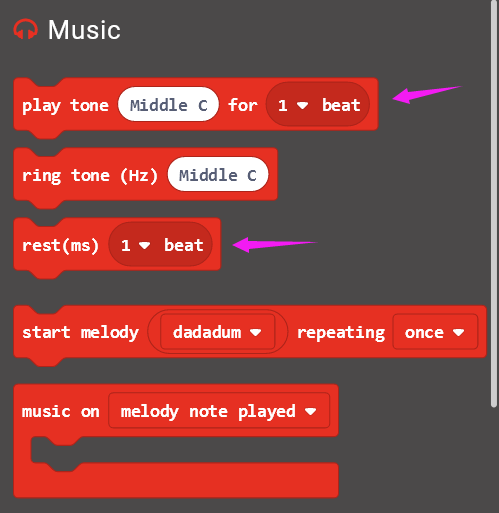 Music
play tone Middle C for 1 beat
ring tone (Hz) Middle C
rest(ms) 1 beat
start melody dadadum repeating once
music on melody note played